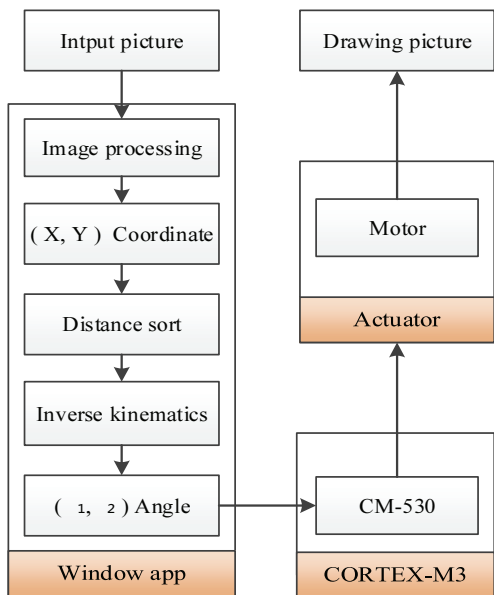 Intput picture
Image processing
( X, Y ) Coordinate
Distance sort
Inverse kinematics
( 1, 2 ) Angle
Window app
Drawing picture
Motor
Actuator
CM-530
CORTEX-M3